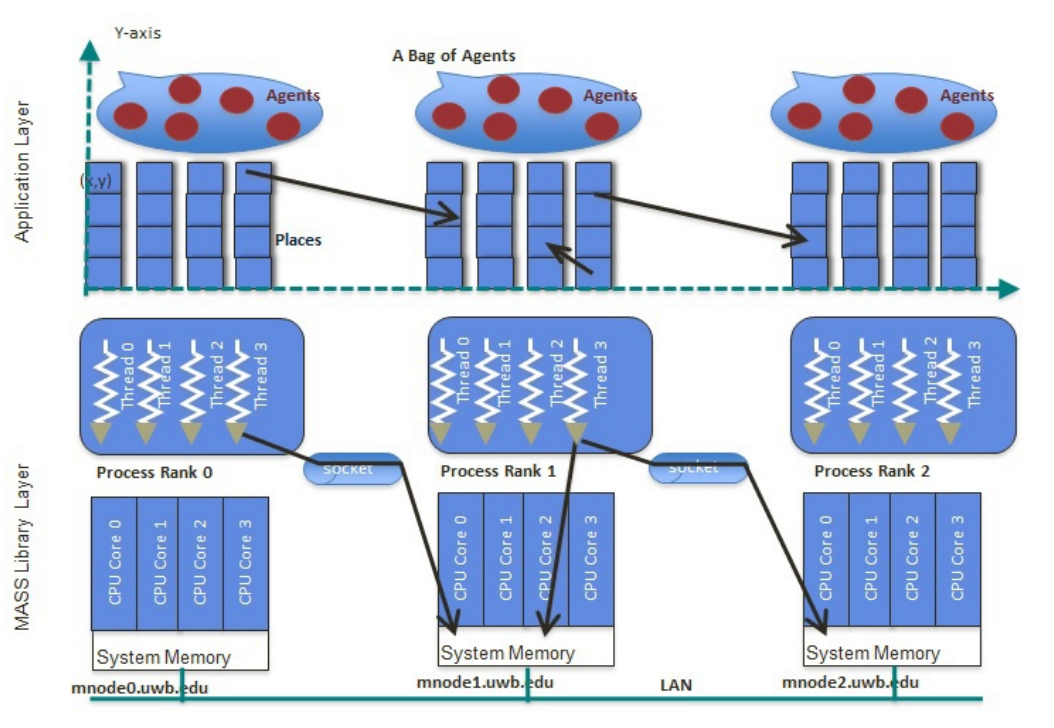 Y-axis
A Bag of Agents
Agents
Agents
Agents
Application Layer
(x,y)
Places
Thread 0
Thread 1
Thread 2
Thread 3
Thread 0
Thread 1
Thread 2
Thread 3
Thread 0
Thread 1
Thread 2
Thread 3
MASS Library Layer
Process Rank 0
socket
Process Rank 1
socket
Process Rank 2
CPU Core 0
CPU Core 1
CPU Core 2
CPU Core 3
CPU Core 0
CPU Core 1
CPU Core 2
CPU Core 3
CPU Core 0
CPU Core 1
CPU Core 2
CPU Core 3
System Memory
System Memory
System Memory
mnode0.uwb.edu
mnode1.uwb.edu
LAN
mnode2.uwb.edu